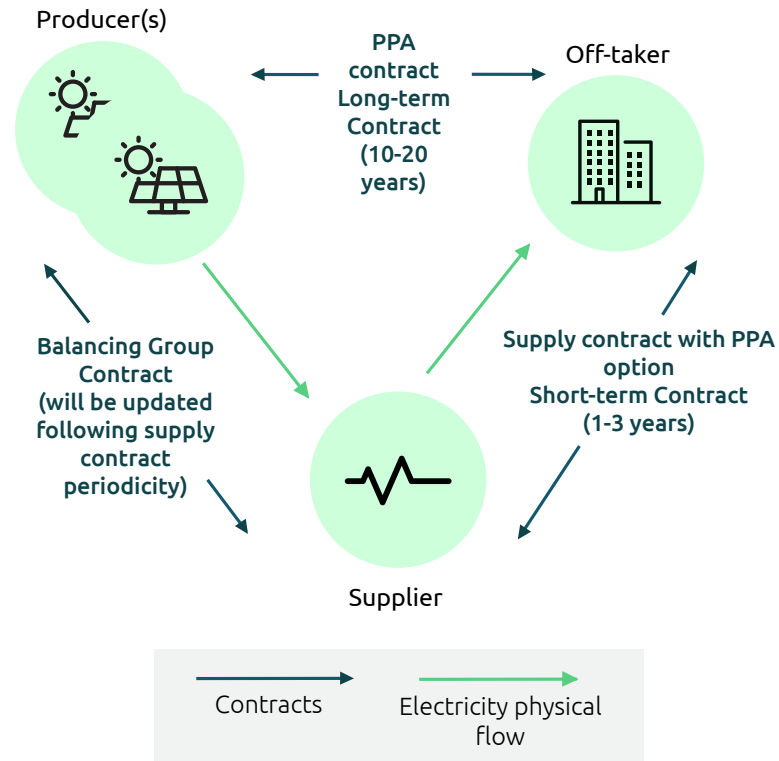 Producer(s)
PPA
contract
Long-term
Contract
(10-20
years)
Off-taker
Balancing Group
Contract
(will be updated
following supply
contract
periodicity)
Supply contract with PPA
option
Short-term Contract
(1-3 years)
Supplier
Contracts
Electricity physical
flow